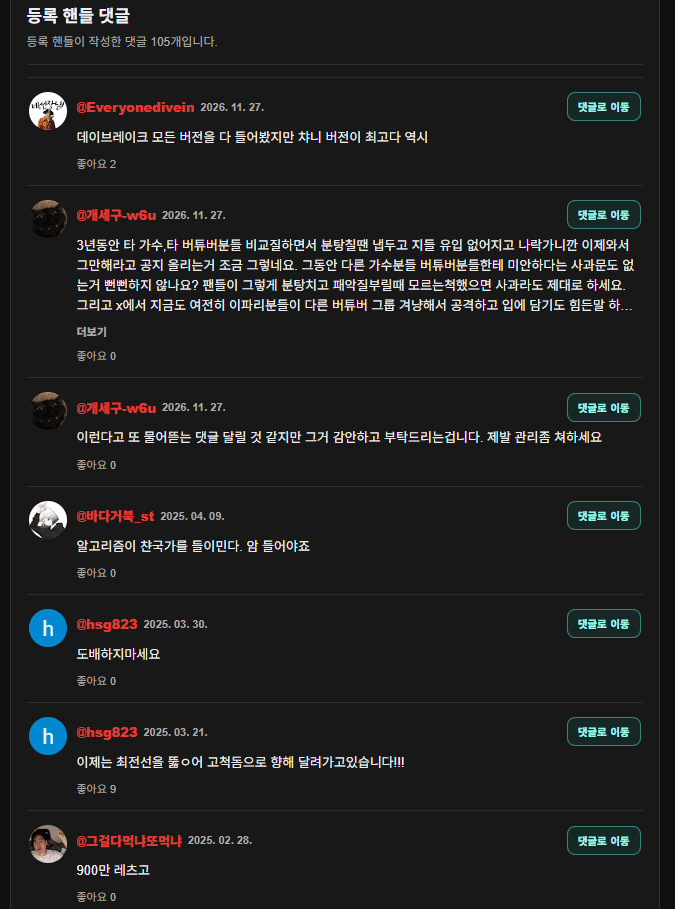 등록 핸들 댓글
등록 핸들이 작성한 댓글 105개입니다.
@Everyonedivein 2026. 11. 27.
댓글로 이동
데이브레이크 모든 버전을 다 들어봤지만 챠니 버전이 최고다 역시
좋아요 2
@개세구-w6u 2026. 11. 27.
댓글로 이동
3년동안 타 가수,타 버튜버분들 비교질하면서 분탕칠땐 냅두고 지들 유입 없어지고 나락가니깐 이제와서
그만해라고 공지 올리는거 조금 그렇네요. 그동안 다른 가수분들 버튜버분들한테 미안하다는 사과문도 없
는거 뻔뻔하지 않나요? 팬들이 그렇게 분탕치고 패악질부릴때 모르는척했으면 사과라도 제대로 하세요.
그리고 x에서 지금도 여전히 이파리분들이 다른 버튜버 그룹 겨냥해서 공격하고 입에 담기도 힘든말 하...
더보기
좋아요 0
@개세구-w6u 2026. 11. 27.
댓글로 이동
이런다고 또 물어뜯는 댓글 달릴 것 같지만 그거 감안하고 부탁드리는겁니다. 제발 관리좀 쳐하세요
좋아요 0
@바다거북_st 2025. 04. 09.
댓글로 이동
알고리즘이 챤국가를 들이민다. 암 들어야죠
좋아요 0
h
@hsg823 2025. 03. 30.
댓글로 이동
도배하지마세요
좋아요 0
h
@hsg823 2025. 03. 21.
댓글로 이동
이제는 최전선을 뚫ㅇ어 고척돔으로 향해 달려가고있습니다!!!
좋아요 9
@그걸다먹냐또먹냐 2025. 02. 28.
댓글로 이동
900만 레츠고
좋아요 0